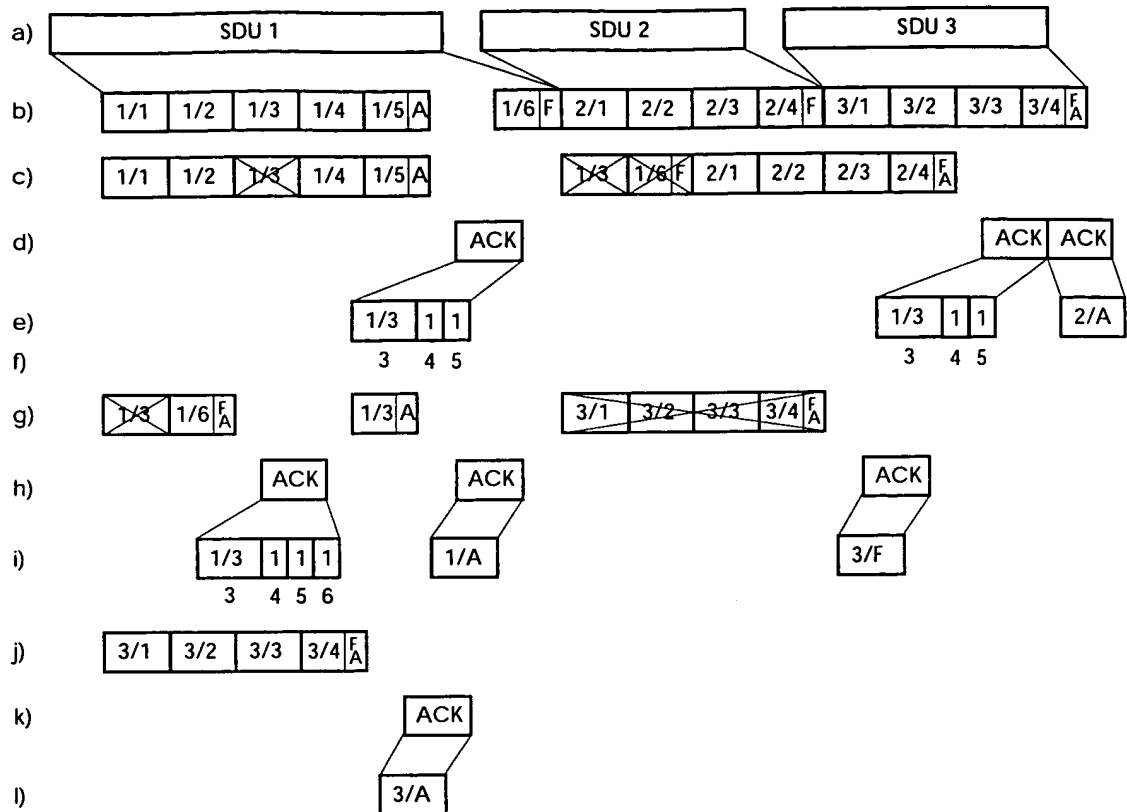 a) SDU 1 SDU 2 SDU 3
b) 1/1 1/2 1/3 1/4 1/5 A 1/6 F 2/1 2/2 2/3 2/4 F 3/1 3/2 3/3 3/4 F A
c) 1/1 1/2 1/3 1/4 1/5 A 1/3 1/6 F 2/1 2/2 2/3 2/4 F A
d) ACK ACK ACK
e) 1/3 1 1 1/3 1 1 2/A
f) 3 4 5 3 4 5
g) 1/3 1/6 F A 1/3 A 3/1 3/2 3/3 3/4 F A
h) ACK ACK ACK
i) 1/3 1 1 1 1/A 3/F
3 4 5 6
j) 3/1 3/2 3/3 3/4 F A
k) ACK
l) 3/A